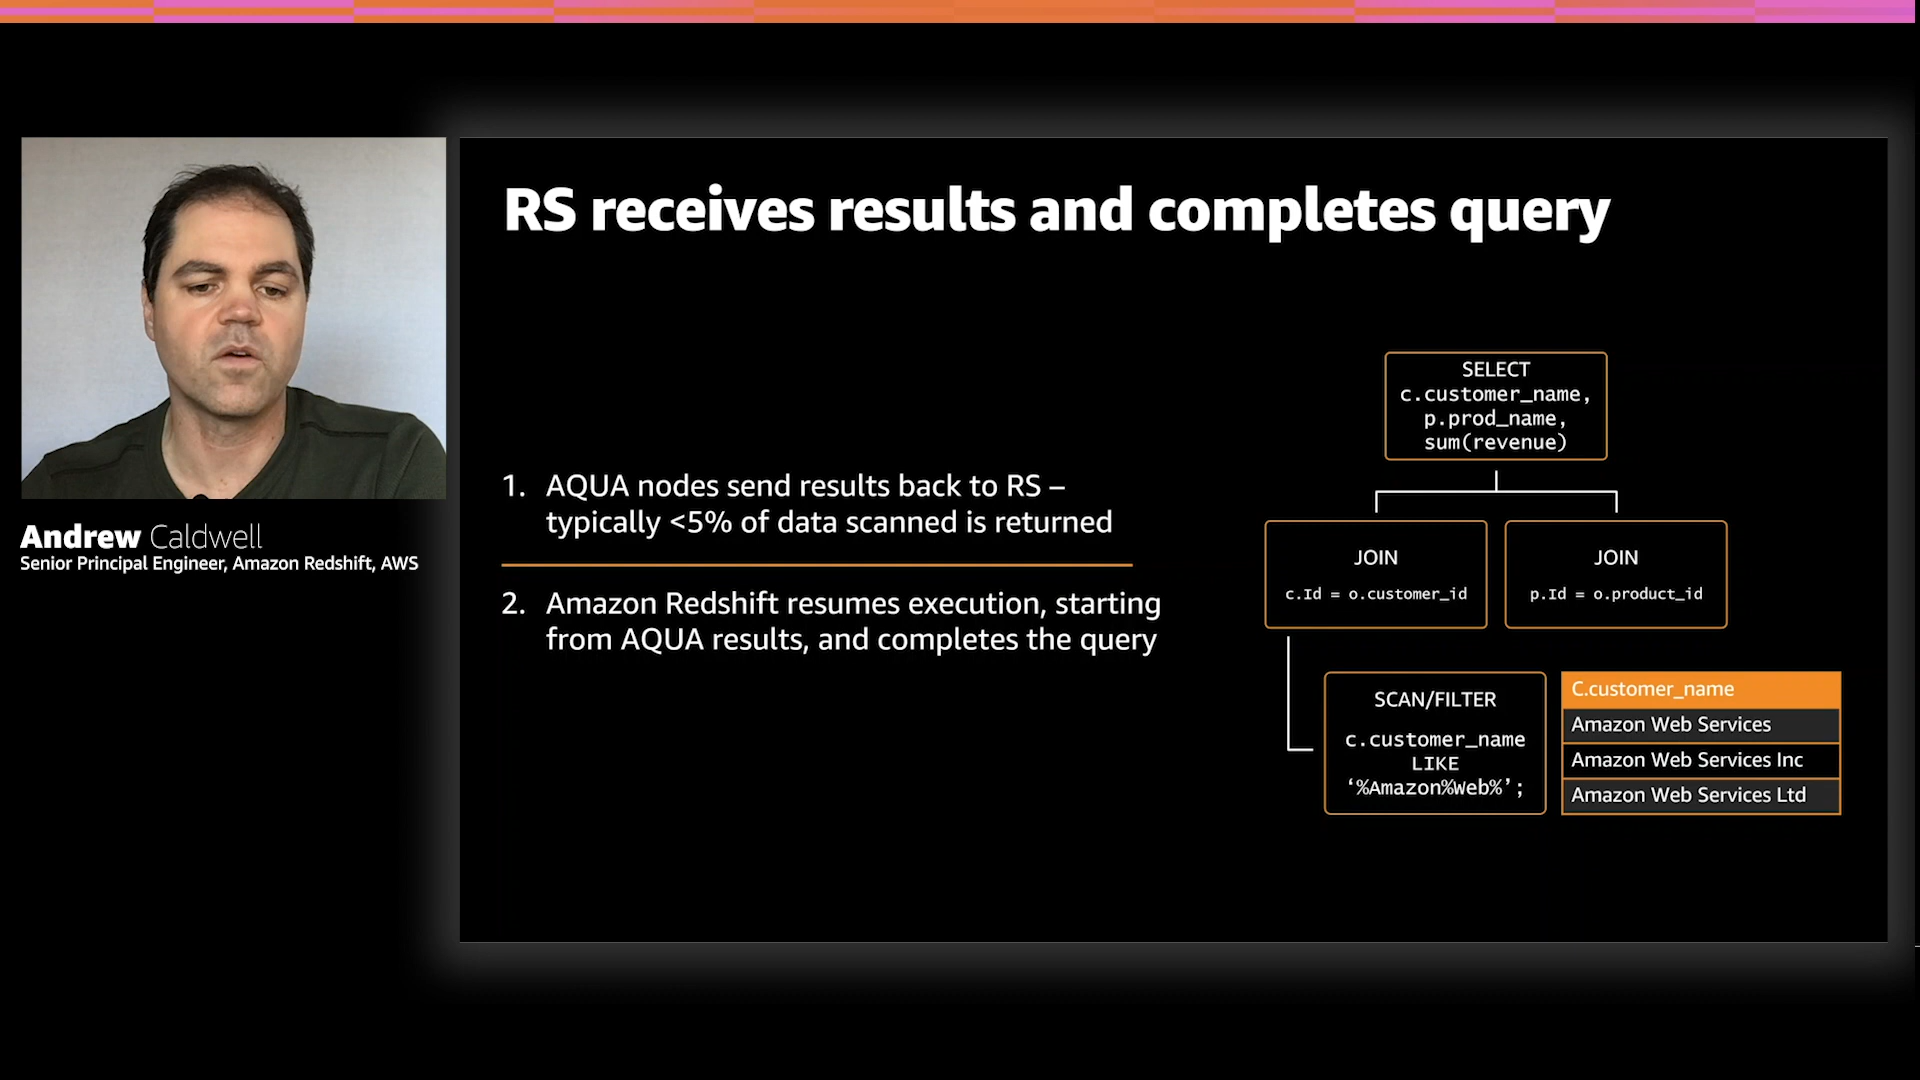 RS receives results and completes query
Andrew Caldwell
Senior Principal Engineer, Amazon Redshift, AWS
1. AQUA nodes send results back to RS –
typically <5% of data scanned is returned
2. Amazon Redshift resumes execution, starting
from AQUA results, and completes the query
SELECT
c.customer_name,
p.prod_name,
sum(revenue)
JOIN
c.Id = o.customer_id
JOIN
p.Id = o.product_id
SCAN/FILTER
c.customer_name
LIKE
‘%Amazon%Web%’;
C.customer_name
Amazon Web Services
Amazon Web Services Inc
Amazon Web Services Ltd